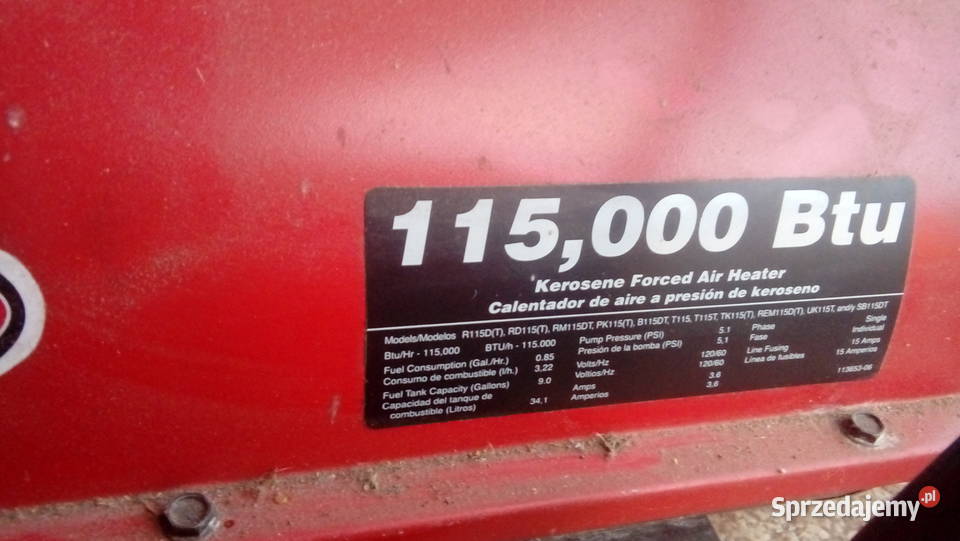 115,000 Btu
Kerosene Forced Air Heater
Calentador de aire a presión de keroseno
Models/Modelos R115D(T), RD115(T), RM115DT, PK115(T), B115DT, T115, T115T, TK115(T), REM115D(T), UK115T, and/y SB115DT
Btu/Hr - 115,000 BTU/h - 115.000
Fuel Consumption (Gal./Hr.) 0.85
Consumo de combustible (l/h.) 3,22
Fuel Tank Capacity (Gallons) 9.0
Capacidad del tanque de
combustible (Litros) 34,1
Pump Pressure (PSI) 5.1
Presión de la bomba (PSI) 5,1
Volts/Hz 120/60
Voltios/Hz 120/60
Amps 3.6
Amperios 3,6
Phase Single
Fase Individual
Line Fusing 15 Amps
Línea de fusibles 15 Amperios
113653-06
Sprzedajemy.pl